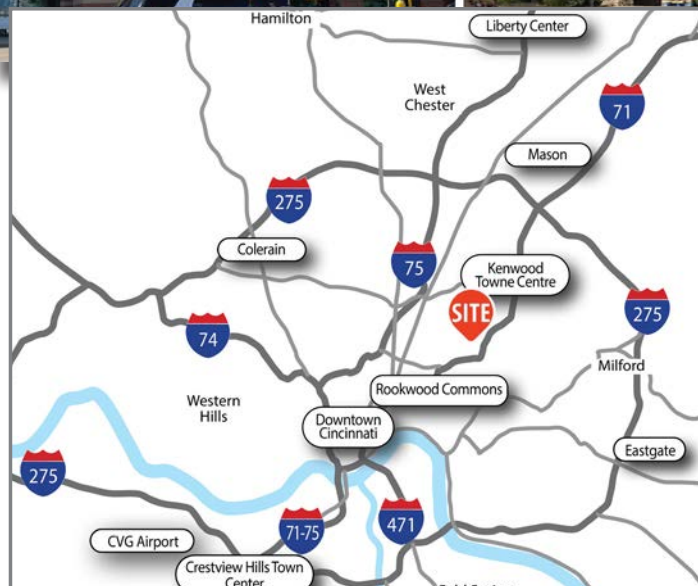 Hamilton
Liberty Center
West
Chester
71
Mason
275
Colerain
75
Kenwood
Towne Centre
SITE
275
74
Milford
Rookwood Commons
Western
Hills
Downtown
Cincinnati
Eastgate
275
71-75
471
CVG Airport
Crestview Hills Town
Center